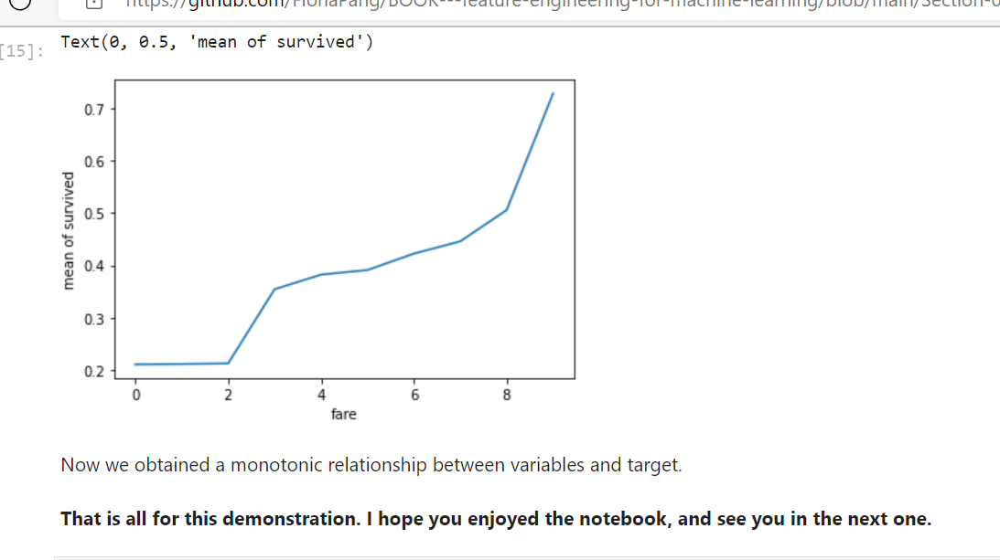 https://github.com/FionaPang/BOOK---feature-engineering-for-machine-learning/blob/main/Section-0
[15]:
Text(0, 0.5, 'mean of survived')
0.7
0.6
0.5
0.4
0.3
0.2
mean of survived
0 2 4 6 8
fare
Now we obtained a monotonic relationship between variables and target.
That is all for this demonstration. I hope you enjoyed the notebook, and see you in the next one.